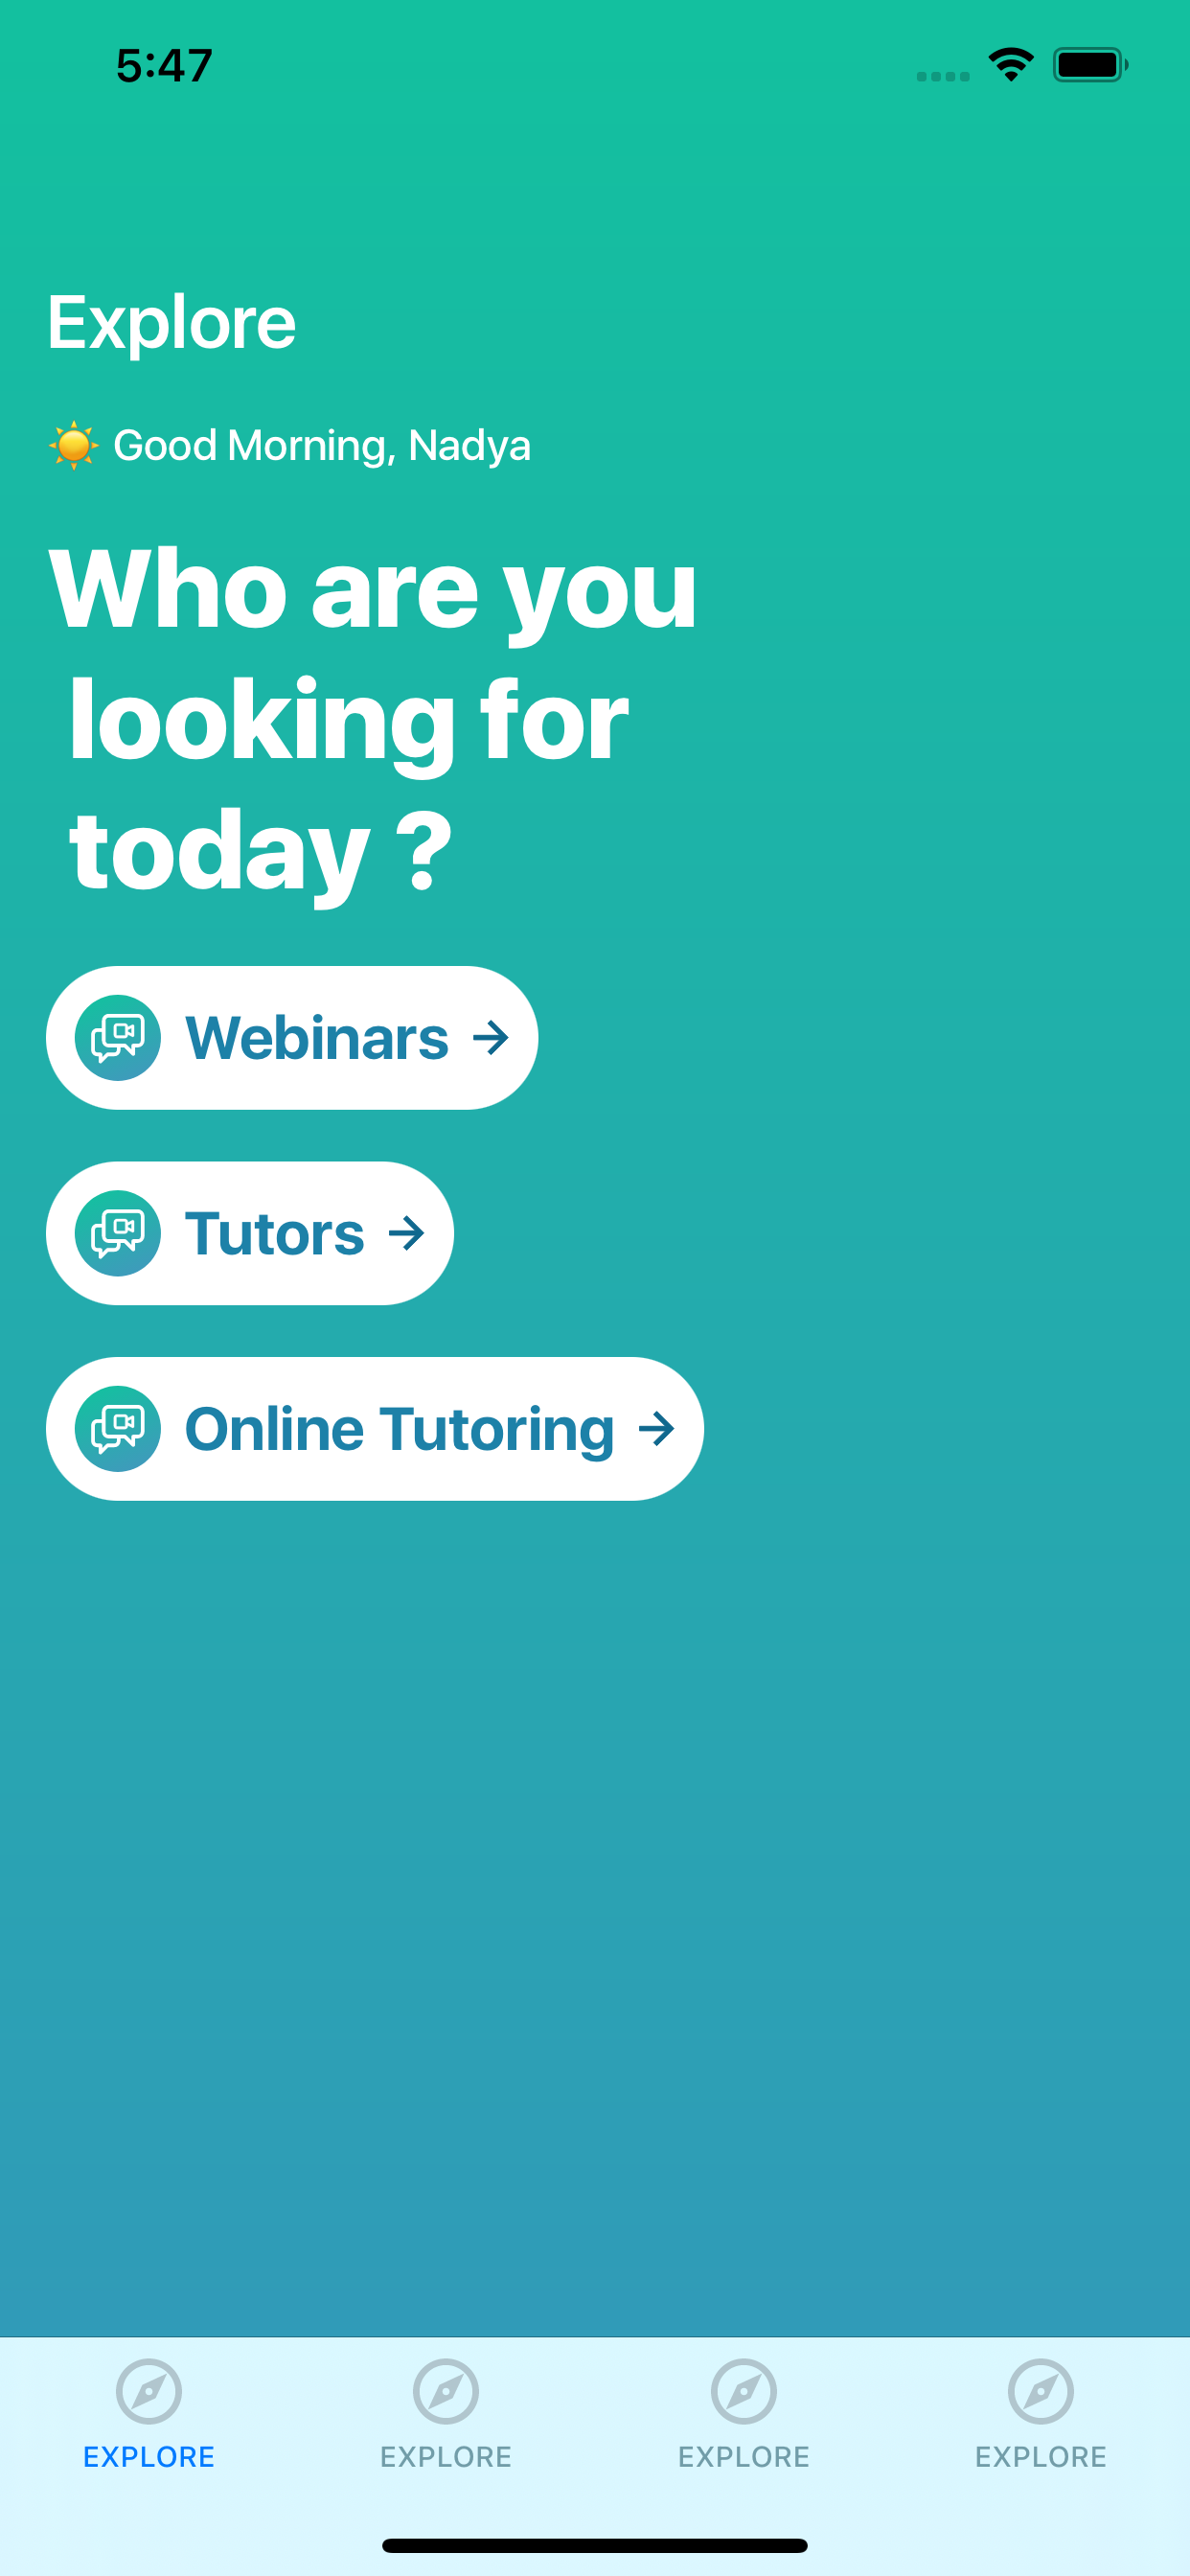 5:47
Explore
☀️ Good Morning, Nadya
Who are you
looking for
today ?
Webinars →
Tutors →
Online Tutoring →
EXPLORE EXPLORE EXPLORE EXPLORE